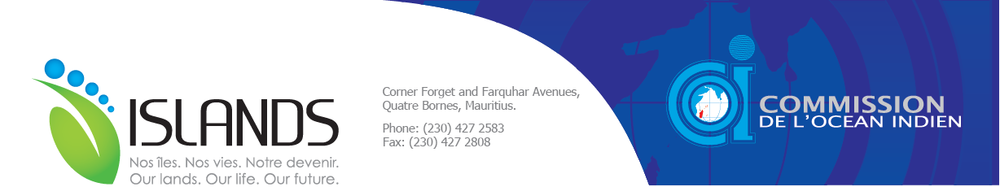 ISLANDS
Nos îles. Nos vies. Notre devenir.
Our lands. Our life. Our future.
Corner Forget and Farquhar Avenues,
Quatre Bornes, Mauritius.
Phone: (230) 427 2583
Fax: (230) 427 2808
COI
COMMISSION
DE L'OCEAN INDIEN